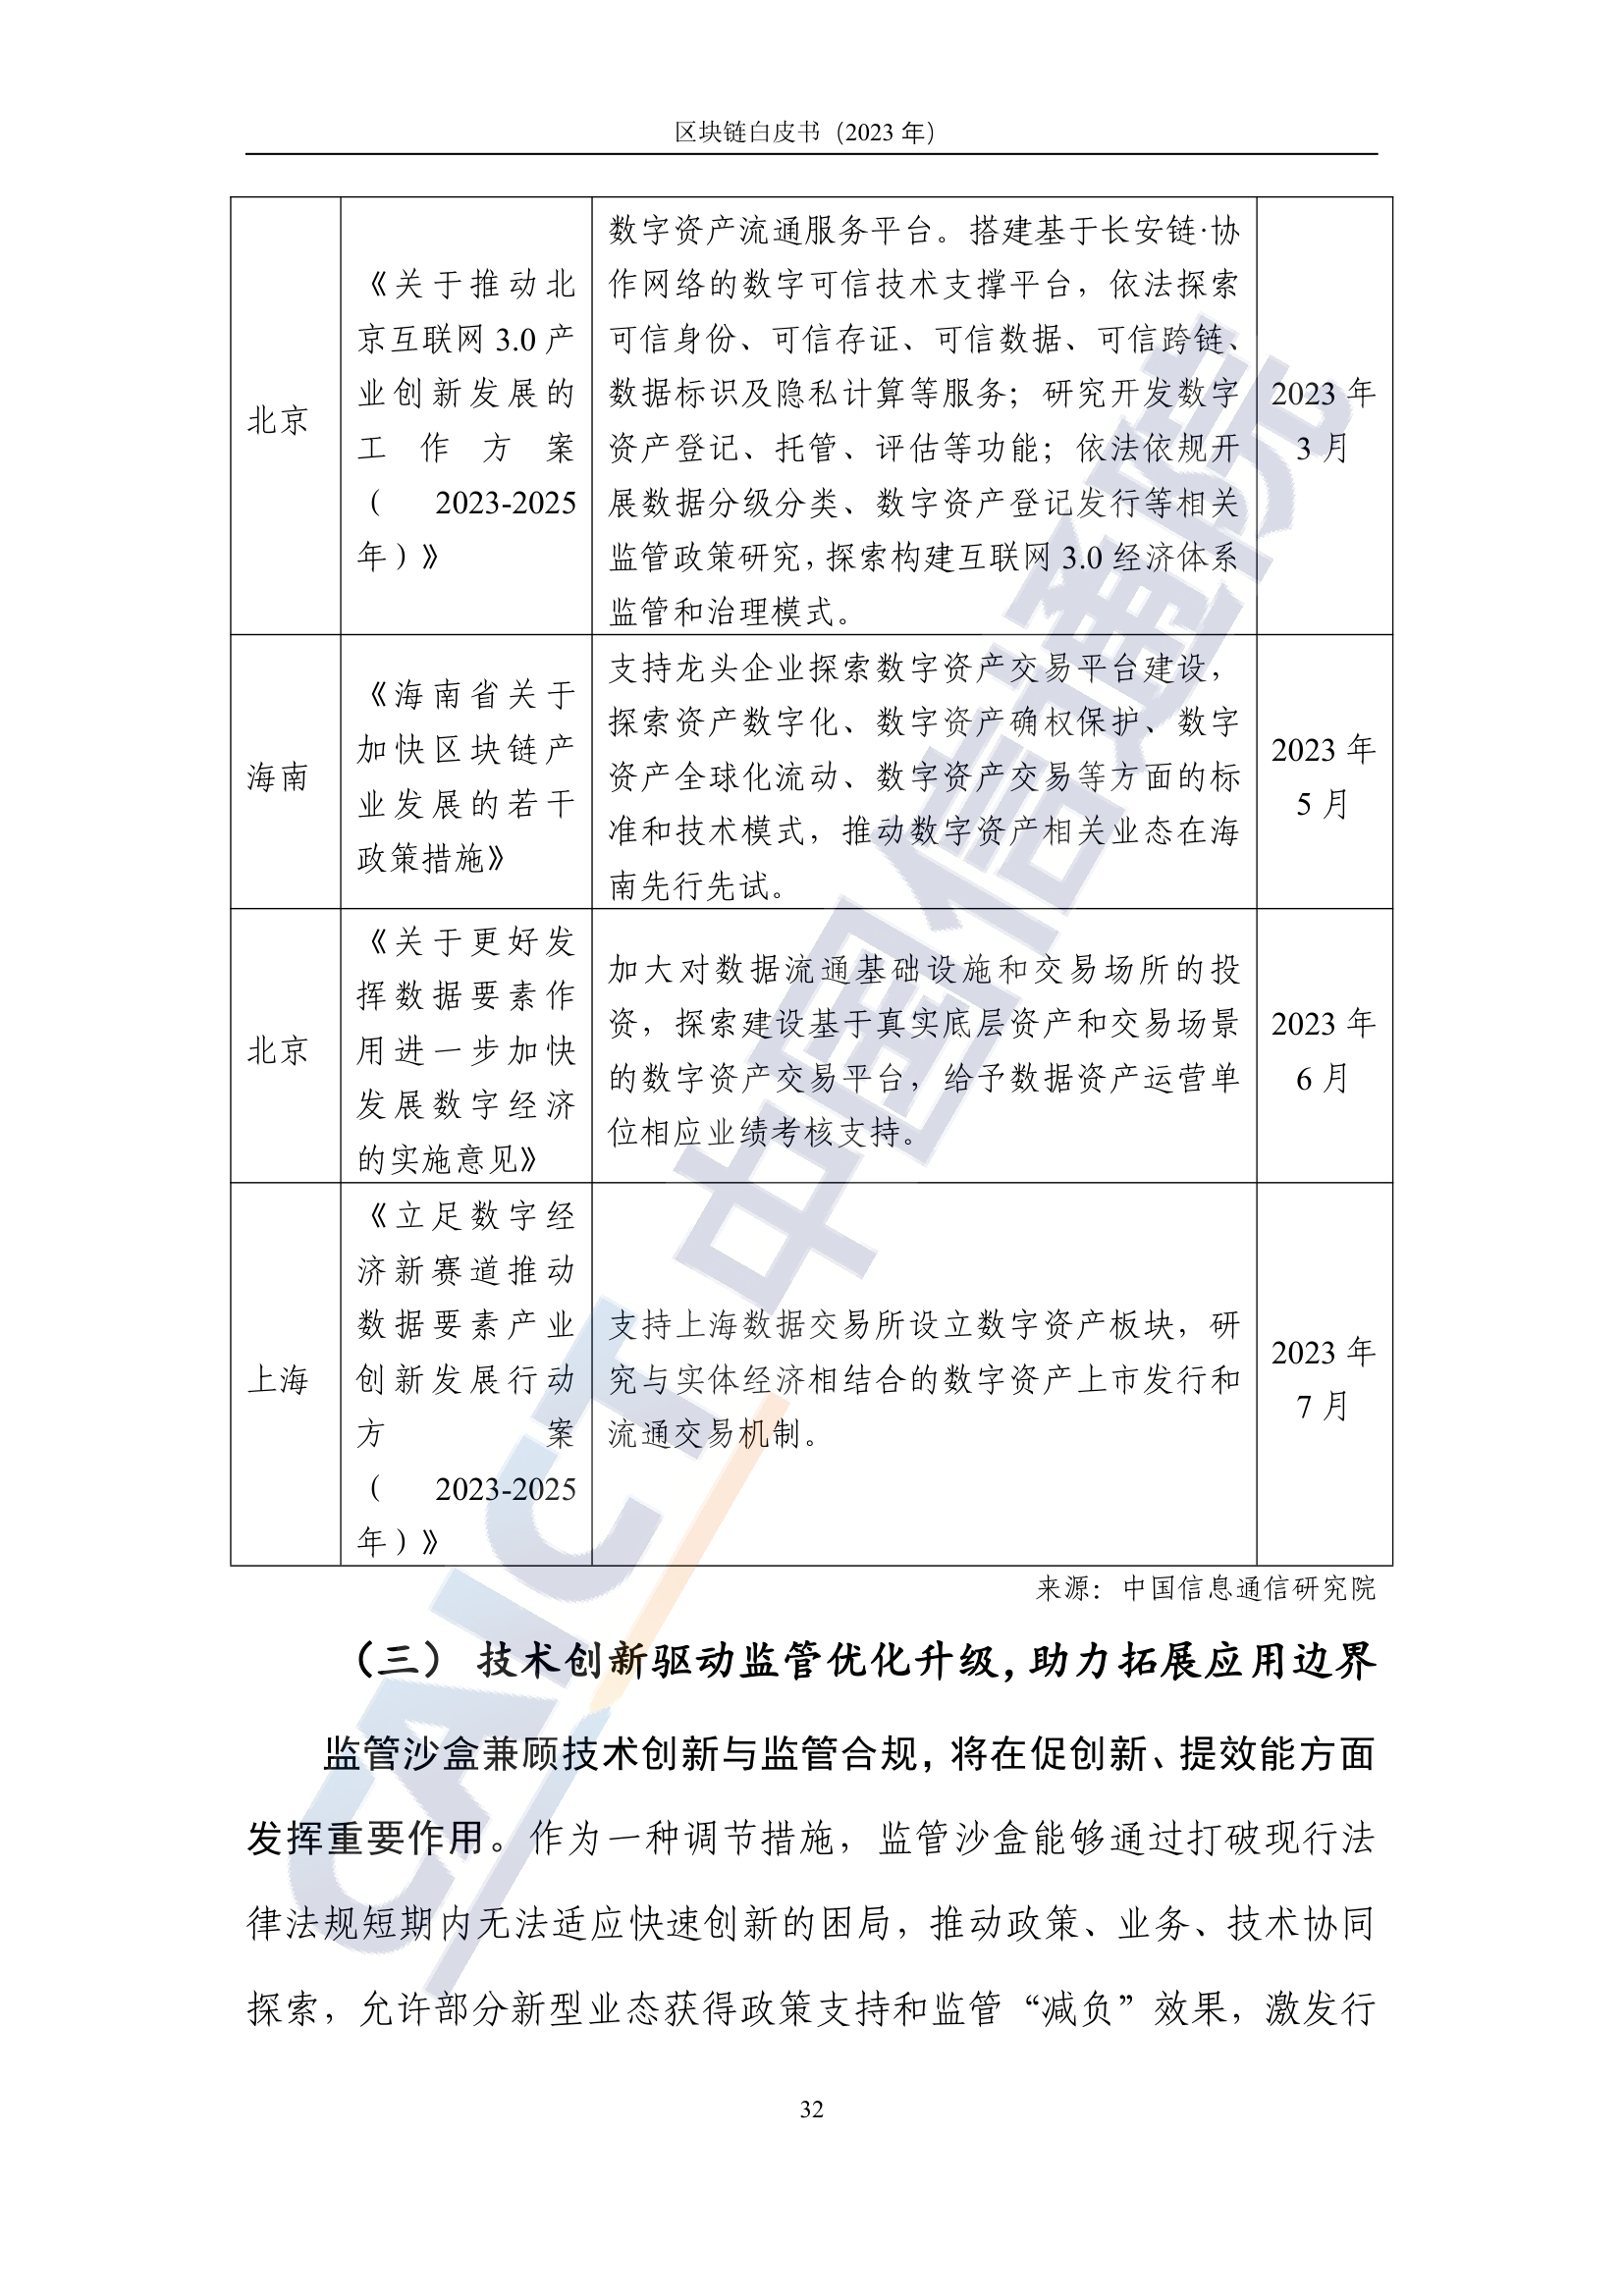 区块链白皮书（2023 年）
北京
《关于推动北
京互联网 3.0 产
业创新发展的
工作方案
（2023-2025
年）》
数字资产流通服务平台。搭建基于长安链·协
作网络的数字可信技术支撑平台，依法探索
可信身份、可信存证、可信数据、可信跨链、
数据标识及隐私计算等服务；研究开发数字
资产登记、托管、评估等功能；依法依规开
展数据分级分类、数字资产登记发行等相关
监管政策研究，探索构建互联网 3.0 经济体系
监管和治理模式。
2023 年
3 月
海南
《海南省关于
加快区块链产
业发展的若干
政策措施》
支持龙头企业探索数字资产交易平台建设，
探索资产数字化、数字资产确权保护、数字
资产全球化流动、数字资产交易等方面的标
准和技术模式，推动数字资产相关业态在海
南先行先试。
2023 年
5 月
北京
《关于更好发
挥数据要素作
用进一步加快
发展数字经济
的实施意见》
加大对数据流通基础设施和交易场所的投
资，探索建设基于真实底层资产和交易场景
的数字资产交易平台，给予数据资产运营单
位相应业绩考核支持。
2023 年
6 月
上海
《立足数字经
济新赛道推动
数据要素产业
创新发展行动
方案
（2023-2025
年）》
支持上海数据交易所设立数字资产板块，研
究与实体经济相结合的数字资产上市发行和
流通交易机制。
2023 年
7 月
来源：中国信息通信研究院
（三） 技术创新驱动监管优化升级，助力拓展应用边界
监管沙盒兼顾技术创新与监管合规，将在促创新、提效能方面
发挥重要作用。作为一种调节措施，监管沙盒能够通过打破现行法
律法规短期内无法适应快速创新的困局，推动政策、业务、技术协同
探索，允许部分新型业态获得政策支持和监管“减负”效果，激发行
32
CAICT 中国信通院